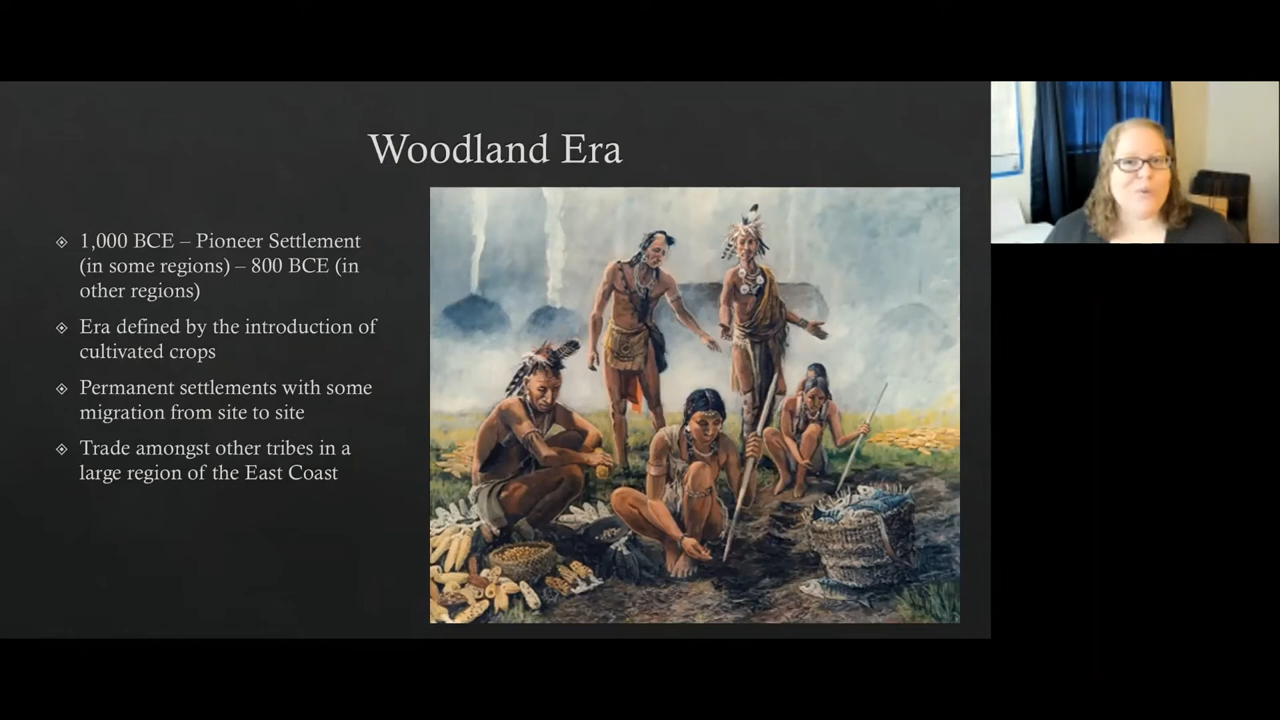 Woodland Era
1,000 BCE – Pioneer Settlement
(in some regions) – 800 BCE (in
other regions)
Era defined by the introduction of
cultivated crops
Permanent settlements with some
migration from site to site
Trade amongst other tribes in a
large region of the East Coast